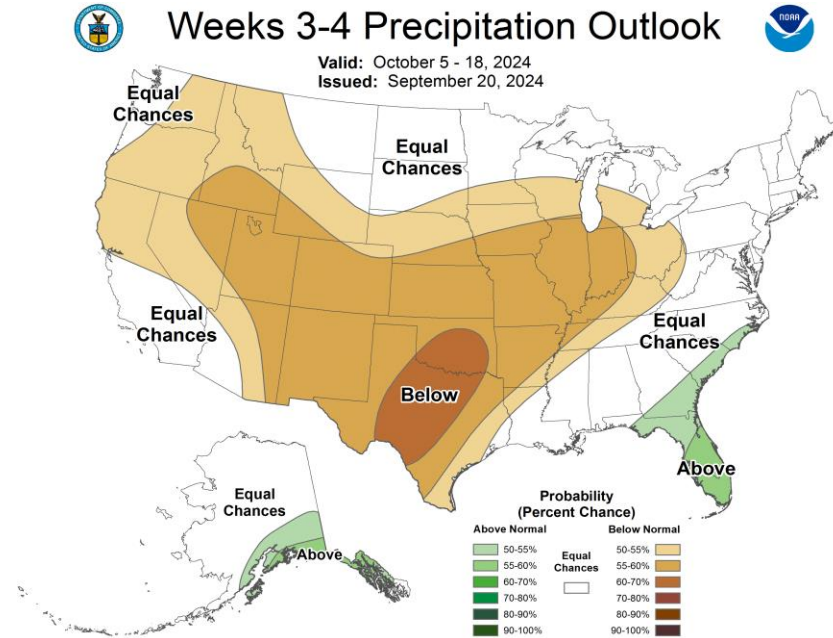 Weeks 3-4 Precipitation Outlook
NOAA
Valid: October 5 - 18, 2024
Issued: September 20, 2024
Equal
Chances
Equal
Chances
Equal
Chances
Equal
Chances
Below
Above
Equal
Chances
Above
Probability
(Percent Chance)
Above Normal
Below Normal
50-55%
55-60%
60-70%
70-80%
80-90%
90-100%
Equal
Chances
50-55%
55-60%
60-70%
70-80%
80-90%
90-100%